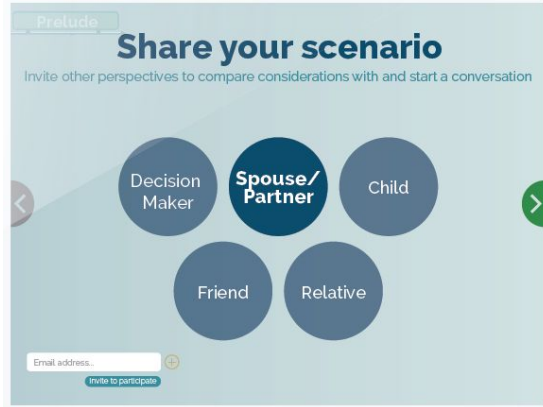 Prelude
Share your scenario
Invite other perspectives to compare considerations with and start a conversation
Decision
Maker
Spouse/
Partner
Child
Friend
Relative
Email address..
Invite to participate